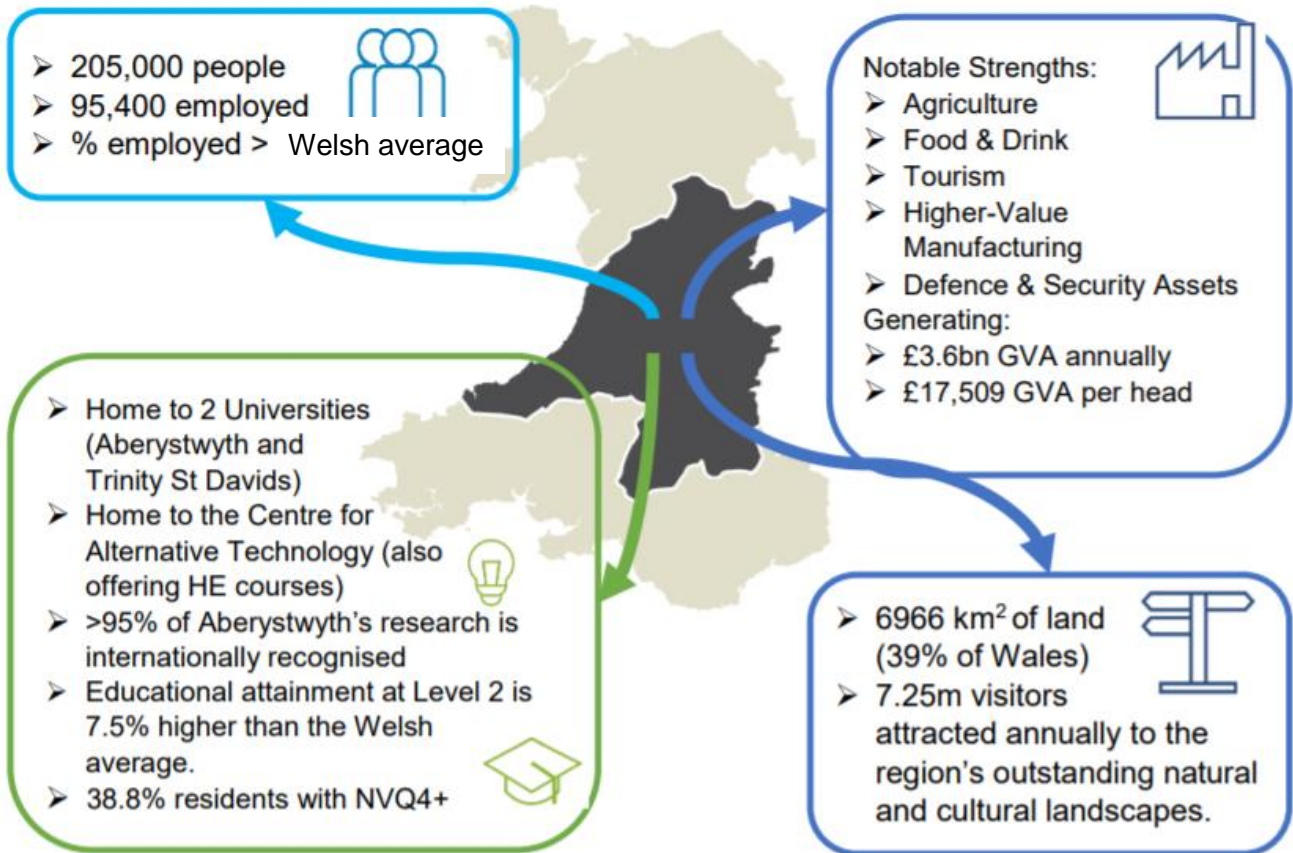 ➢ 205,000 people
➢ 95,400 employed
➢ % employed > Welsh average
Notable Strengths:
➢ Agriculture
➢ Food & Drink
➢ Tourism
➢ Higher-Value
Manufacturing
➢ Defence & Security Assets
Generating:
➢ £3.6bn GVA annually
➢ £17,509 GVA per head
➢ Home to 2 Universities
(Aberystwyth and
Trinity St Davids)
➢ Home to the Centre for
Alternative Technology (also
offering HE courses)
➢ >95% of Aberystwyth's research is
internationally recognised
➢ Educational attainment at Level 2 is
7.5% higher than the Welsh
average.
➢ 38.8% residents with NVQ4+
➢ 6966 km² of land
(39% of Wales)
➢ 7.25m visitors
attracted annually to the
region's outstanding natural
and cultural landscapes.